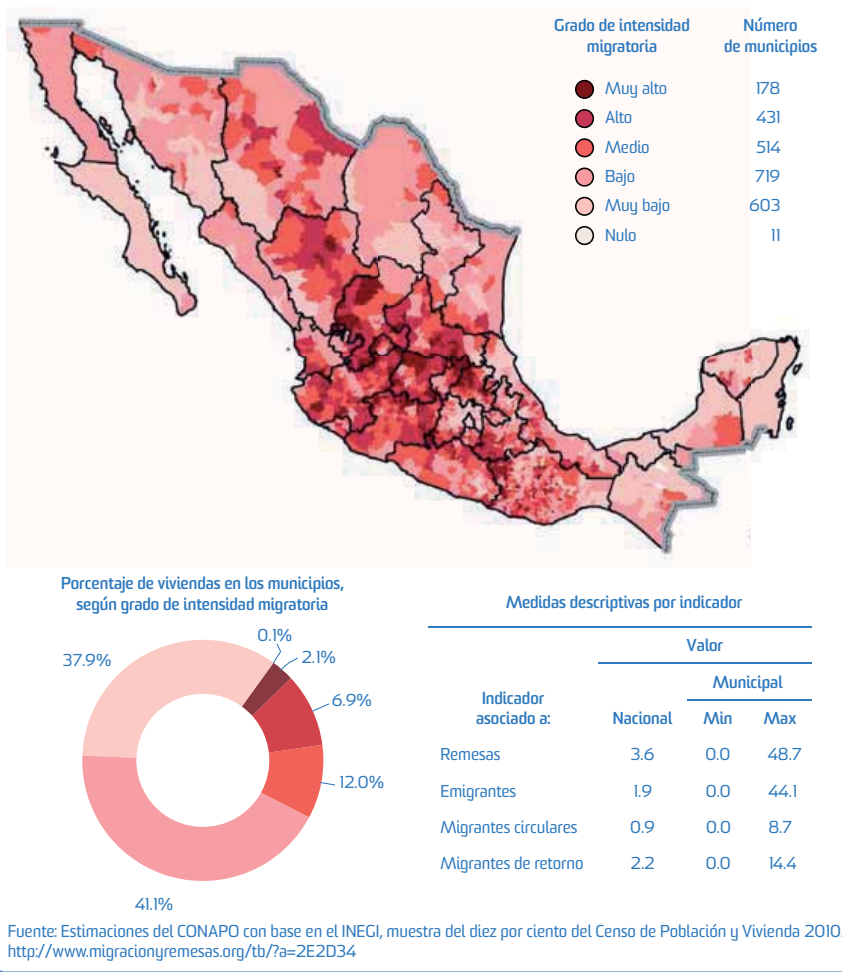 Grado de intensidad migratoria
Número de municipios
Muy alto 178
Alto 431
Medio 514
Bajo 719
Muy bajo 603
Nulo 11
Porcentaje de viviendas en los municipios,
según grado de intensidad migratoria
0.1%
2.1%
6.9%
12.0%
41.1%
37.9%
Medidas descriptivas por indicador
Valor
Municipal
Indicador asociado a:
Nacional Min Max
Remesas 3.6 0.0 48.7
Emigrantes 1.9 0.0 44.1
Migrantes circulares 0.9 0.0 8.7
Migrantes de retorno 2.2 0.0 14.4
Fuente: Estimaciones del CONAPO con base en el INEGI, muestra del diez por ciento del Censo de Población y Vivienda 2010.
http://www.migracionyremesas.org/tb/?a=2E2D34